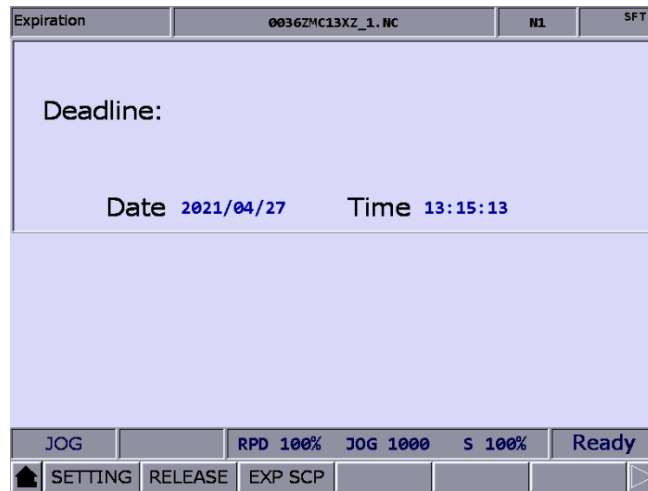 Expiration 0036ZMC13XZ_1.NC N1 SFT
Deadline:
Date 2021/04/27 Time 13:15:13
JOG RPD 100% JOG 1000 S 100% Ready
SETTING RELEASE EXP SCP